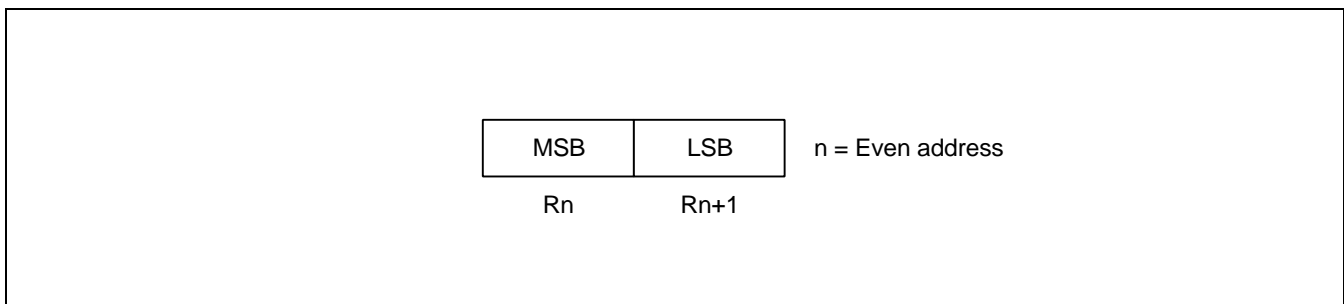 MSB LSB n = Even address
Rn Rn+1